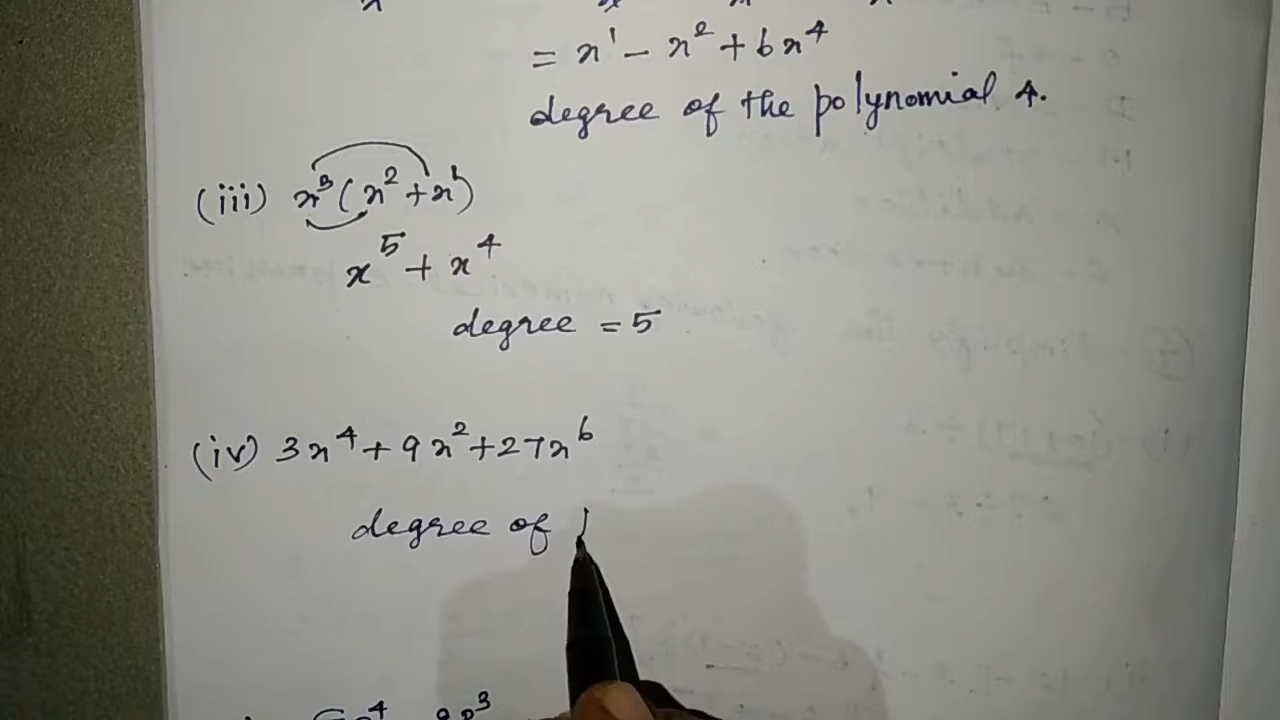 = x¹ - x² + 6x⁴
degree of the polynomial 4.
(iii) x³(x² + x¹)
x⁵ + x⁴
degree = 5
(iv) 3x⁴ + 9x² + 27x⁶
degree of